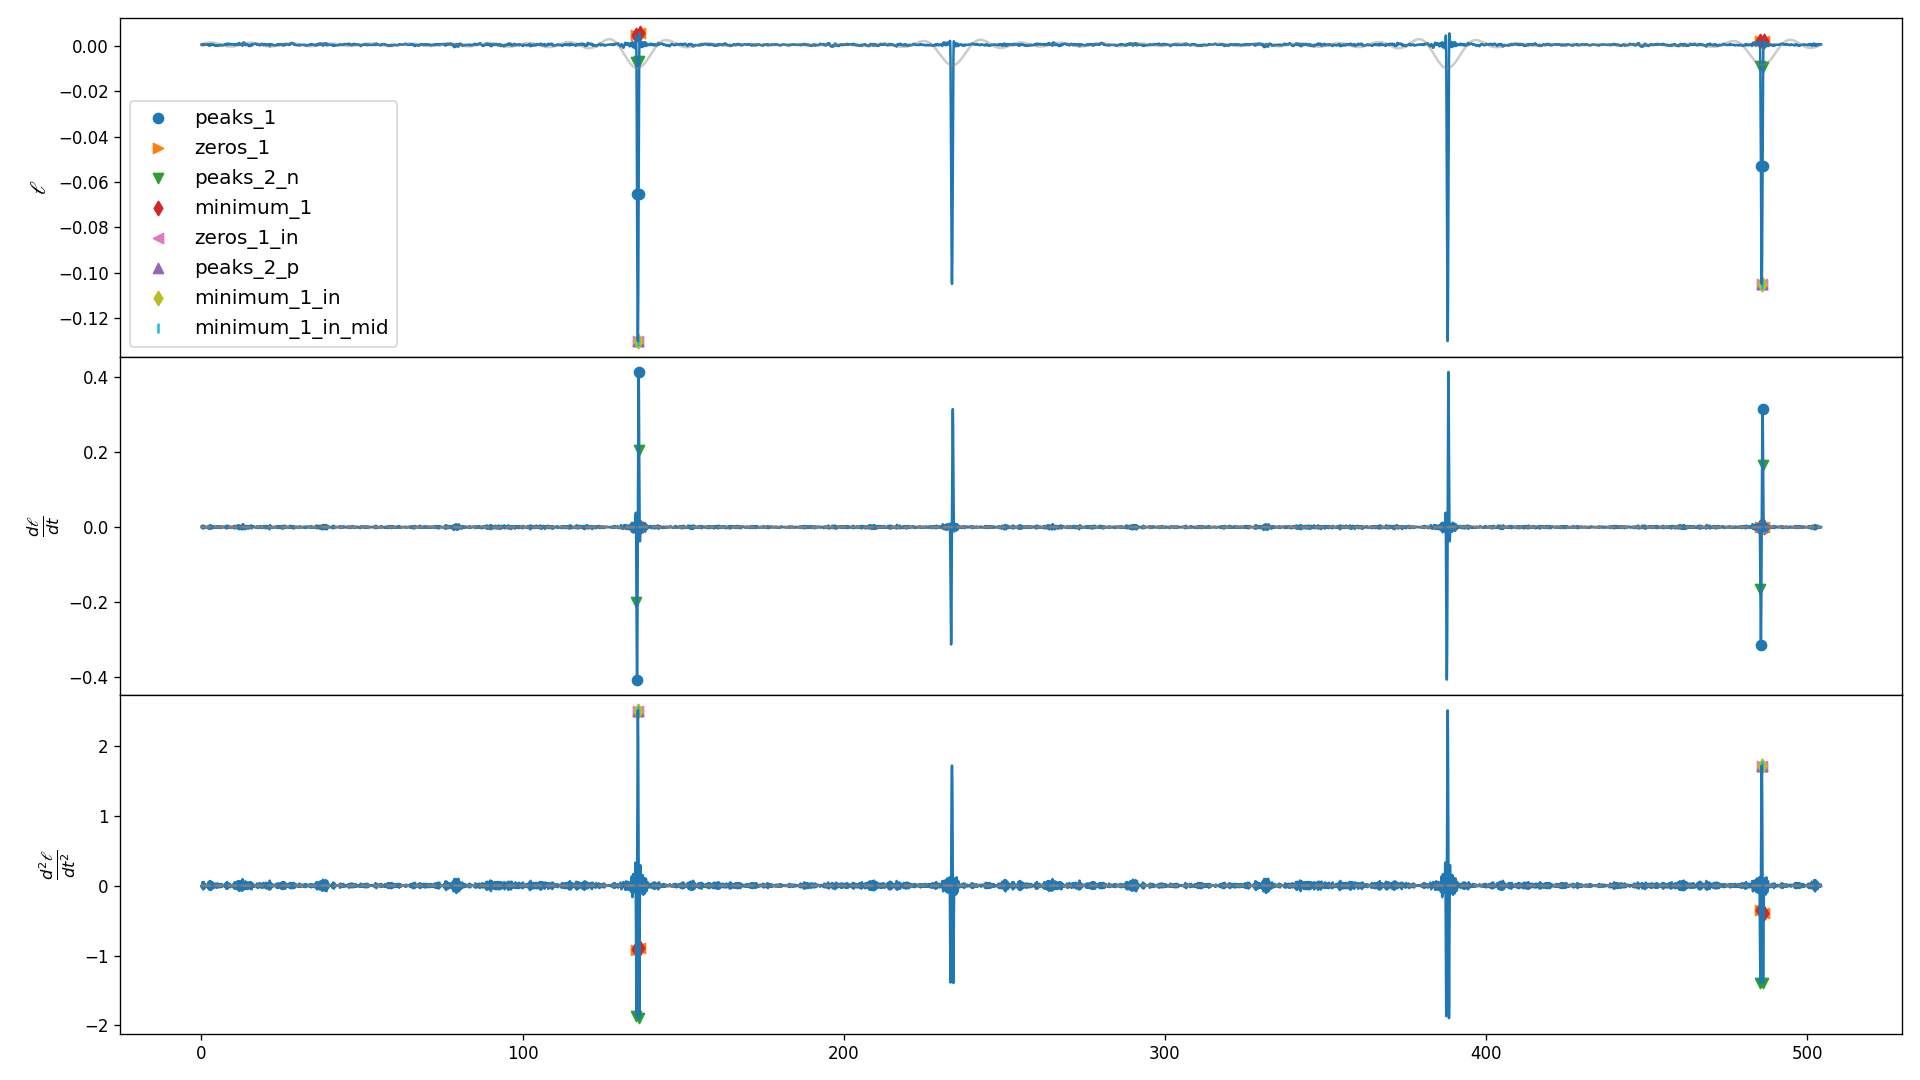 0.00
−0.02
−0.04
−0.06
−0.08
−0.10
−0.12
ℓ
peaks_1
zeros_1
peaks_2_n
minimum_1
zeros_1_in
peaks_2_p
minimum_1_in
minimum_1_in_mid
0.4
0.2
0.0
−0.2
−0.4
dℓ
dt
2
1
0
−1
−2
d²ℓ
dt²
0 100 200 300 400 500